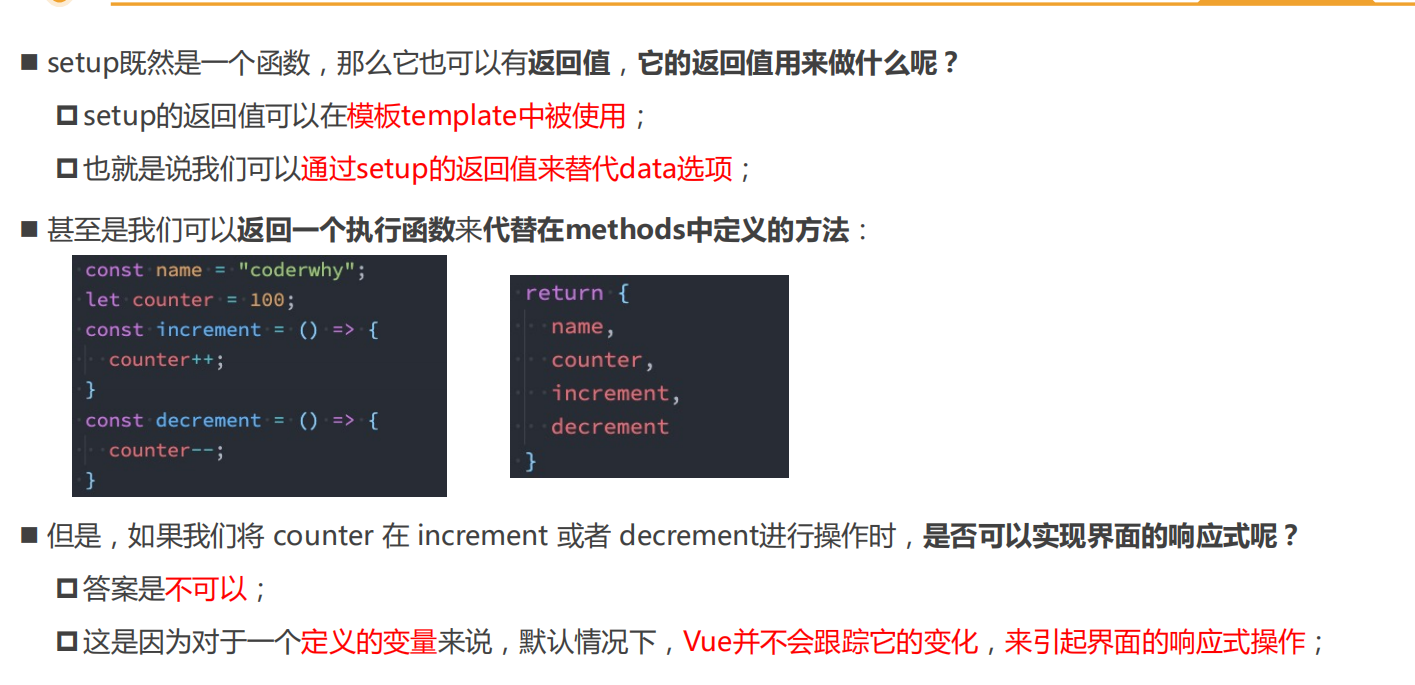 ■ setup既然是一个函数，那么它也可以有返回值，它的返回值用来做什么呢？
setup的返回值可以在模板template中被使用；
也就是说我们可以通过setup的返回值来替代data选项；
■ 甚至是我们可以返回一个执行函数来代替在methods中定义的方法：
const name = "coderwhy";
let counter = 100;
const increment = () => {
counter++;
}
const decrement = () => {
counter--;
}
return {
name,
counter,
increment,
decrement
}
■ 但是，如果我们将 counter 在 increment 或者 decrement进行操作时，是否可以实现界面的响应式呢？
答案是不可以；
这是因为对于一个定义的变量来说，默认情况下，Vue并不会跟踪它的变化，来引起界面的响应式操作；